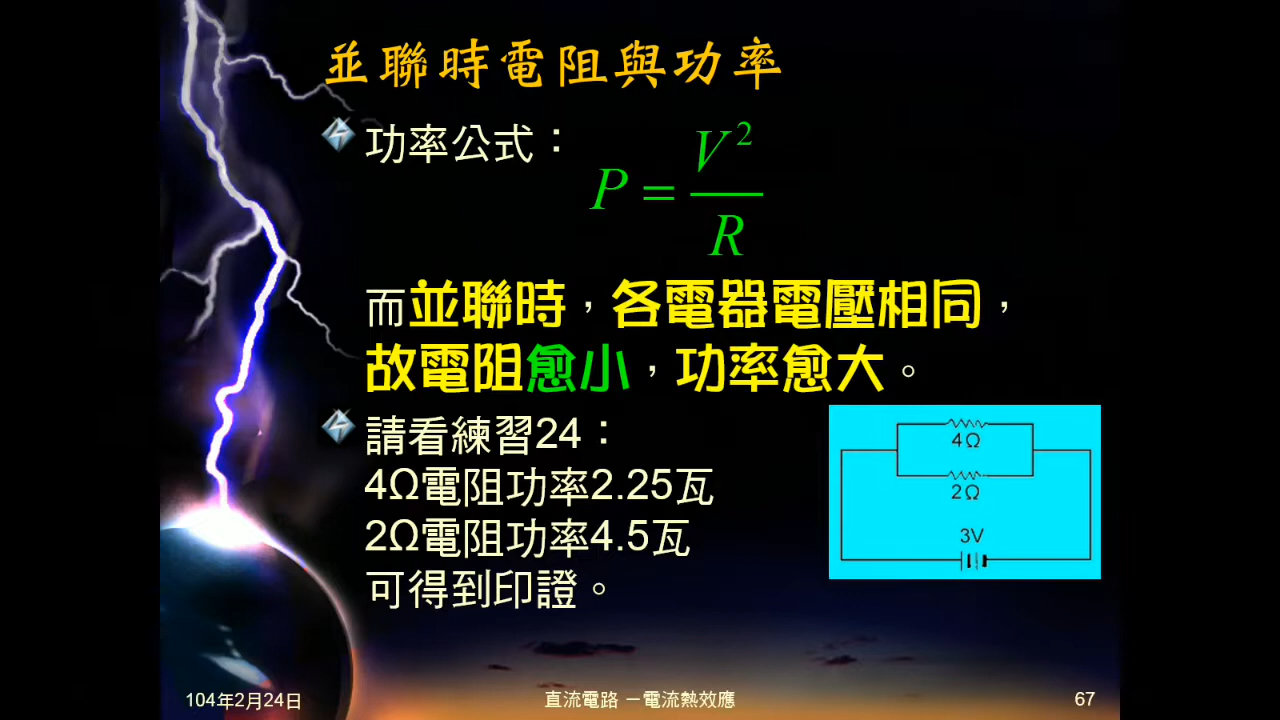 並聯時電阻與功率
功率公式：
P = V² / R
而並聯時，各電器電壓相同，
故電阻愈小，功率愈大。
請看練習24：
4Ω電阻功率2.25瓦
2Ω電阻功率4.5瓦
可得到印證。
4Ω
2Ω
3V
104年2月24日
直流電路 －電流熱效應
67